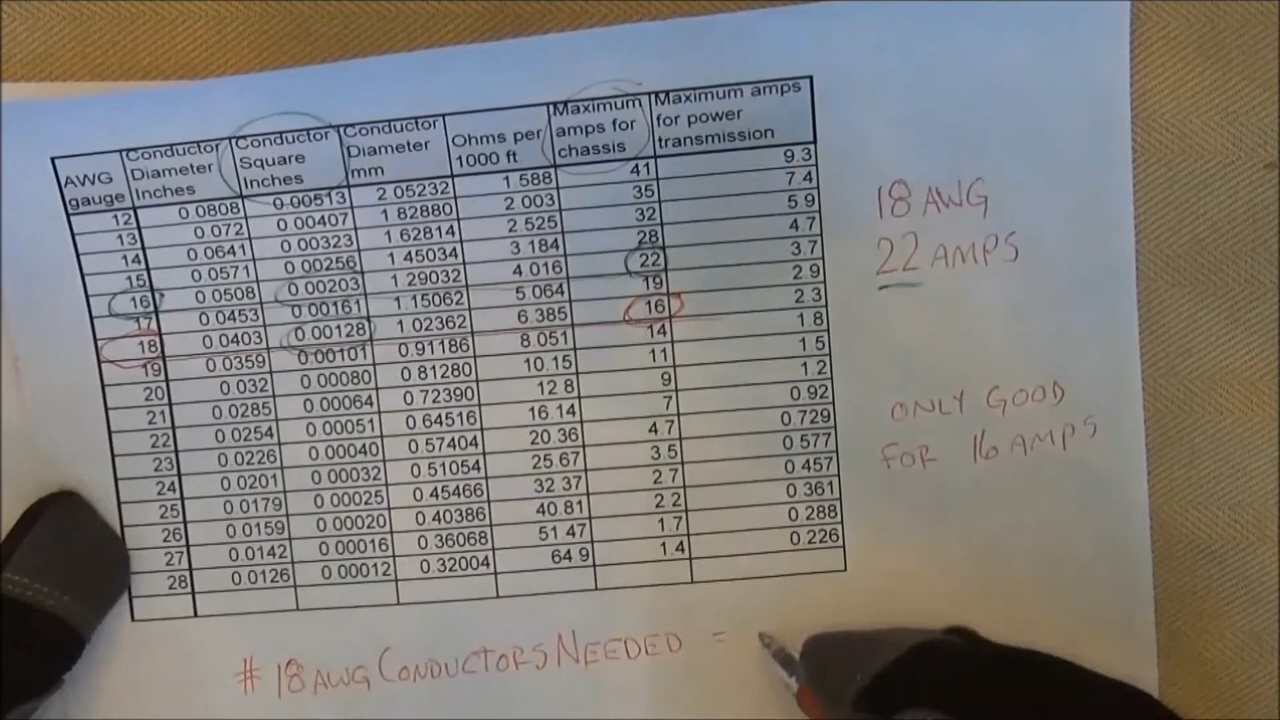 AWG gauge Conductor Diameter Inches Conductor Square Inches Conductor Diameter mm Ohms per 1000 ft Maximum amps for chassis Maximum amps for power transmission
12 0.0808 0.00513 2.05232 1.588 41 9.3
13 0.072 0.00407 1.82880 2.003 35 7.4
14 0.0641 0.00323 1.62814 2.525 32 5.9
15 0.0571 0.00256 1.45034 3.184 28 4.7
16 0.0508 0.00203 1.29032 4.016 22 3.7
17 0.0453 0.00161 1.15062 5.064 19 2.9
18 0.0403 0.00128 1.02362 6.385 16 2.3
19 0.0359 0.00101 0.91186 8.051 14 1.8
20 0.032 0.00080 0.81280 10.15 11 1.5
21 0.0285 0.00064 0.72390 12.8 9 1.2
22 0.0254 0.00051 0.64516 16.14 7 0.92
23 0.0226 0.00040 0.57404 20.36 4.7 0.729
24 0.0201 0.00032 0.51054 25.67 3.5 0.577
25 0.0179 0.00025 0.45466 32.37 2.7 0.457
26 0.0159 0.00020 0.40386 40.81 2.2 0.361
27 0.0142 0.00016 0.36068 51.47 1.7 0.288
28 0.0126 0.00012 0.32004 64.9 1.4 0.226
18 AWG
22 AMPS
ONLY GOOD
FOR 16 AMPS
# 18 AWG CONDUCTORS NEEDED =